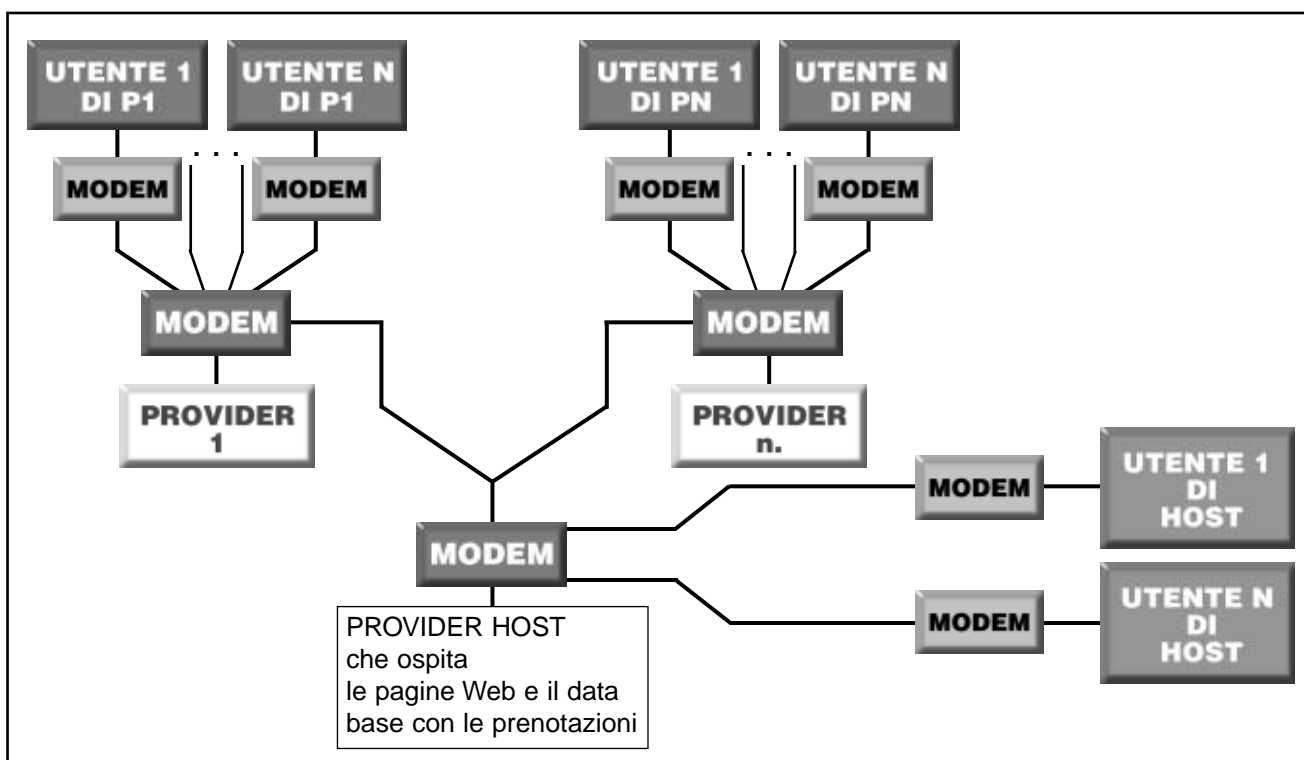 UTENTE 1
DI P1
UTENTE N
DI P1
UTENTE 1
DI PN
UTENTE N
DI PN
. . .
. . .
MODEM
MODEM
MODEM
MODEM
MODEM
MODEM
PROVIDER
1
PROVIDER
n.
MODEM
UTENTE 1
DI
HOST
MODEM
MODEM
UTENTE N
DI
HOST
PROVIDER HOST
che ospita
le pagine Web e il data
base con le prenotazioni